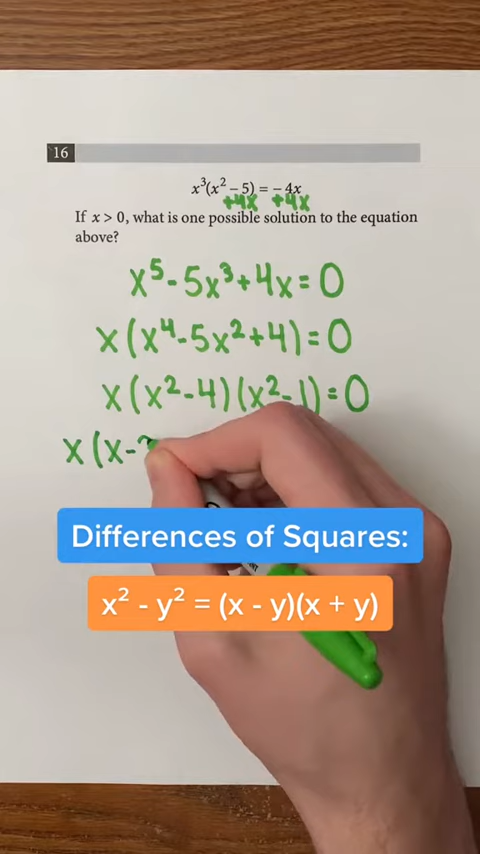 16
x³(x² – 5) = –4x
+4x +4x
If x > 0, what is one possible solution to the equation
above?
x⁵-5x³+4x=0
x(x⁴-5x²+4)=0
x(x²-4)(x²-1)=0
x(x-
Differences of Squares:
x² - y² = (x - y)(x + y)